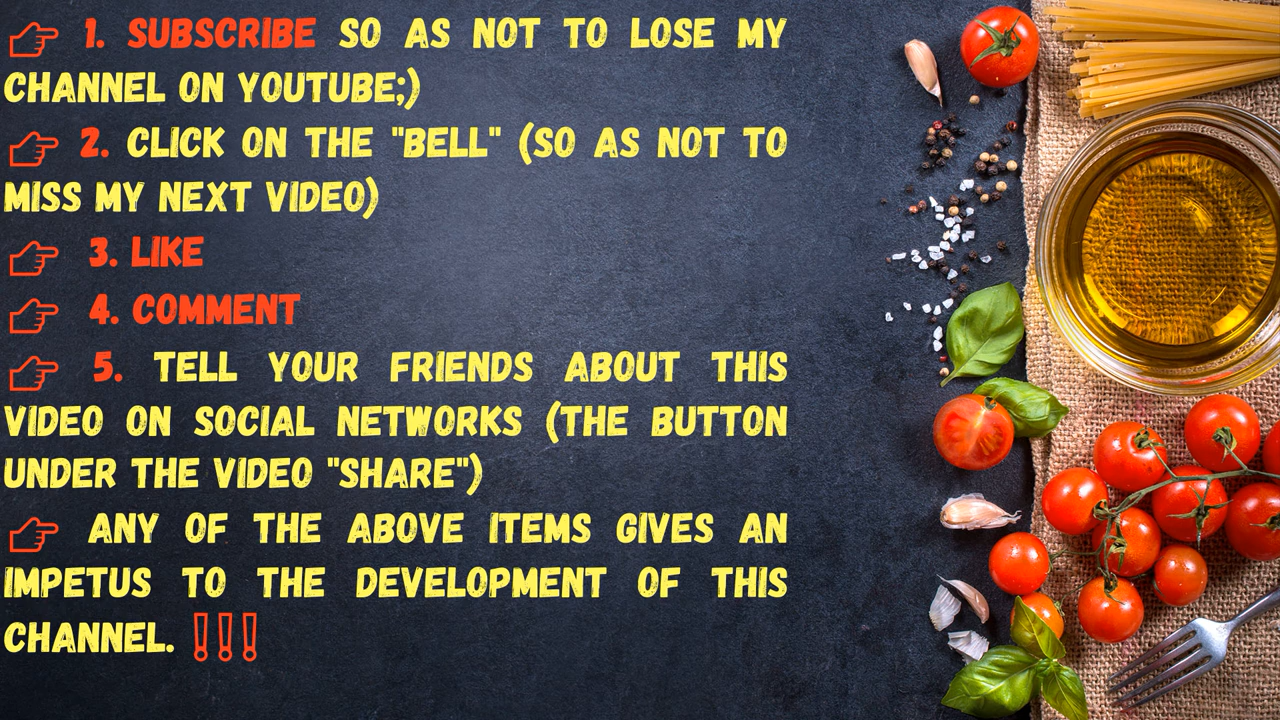 👉 1. SUBSCRIBE SO AS NOT TO LOSE MY
CHANNEL ON YOUTUBE;)
👉 2. CLICK ON THE "BELL" (SO AS NOT TO
MISS MY NEXT VIDEO)
👉 3. LIKE
👉 4. COMMENT
👉 5. TELL YOUR FRIENDS ABOUT THIS
VIDEO ON SOCIAL NETWORKS (THE BUTTON
UNDER THE VIDEO "SHARE")
👉 ANY OF THE ABOVE ITEMS GIVES AN
IMPETUS TO THE DEVELOPMENT OF THIS
CHANNEL. !!!